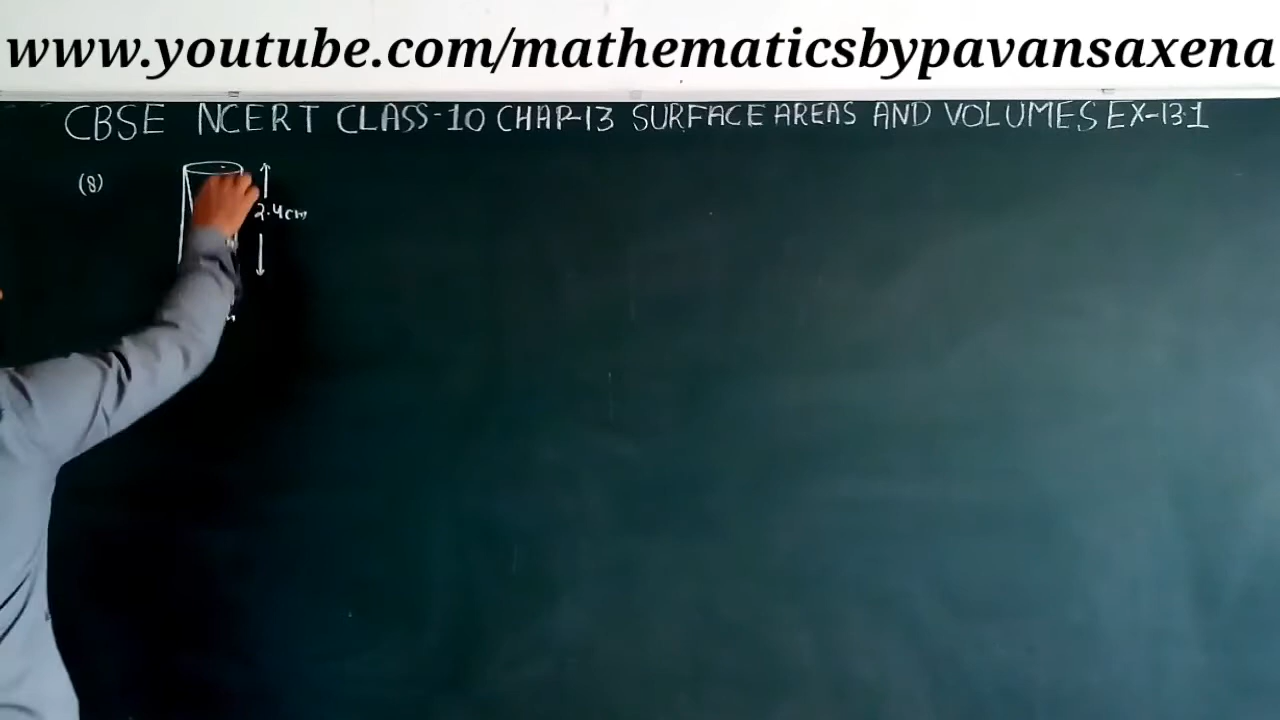 www.youtube.com/mathematicsbypavansaxena
CBSE NCERT CLASS-10 CHAP-13 SURFACE AREAS AND VOLUMES EX-13.1
(8)
2.4cm